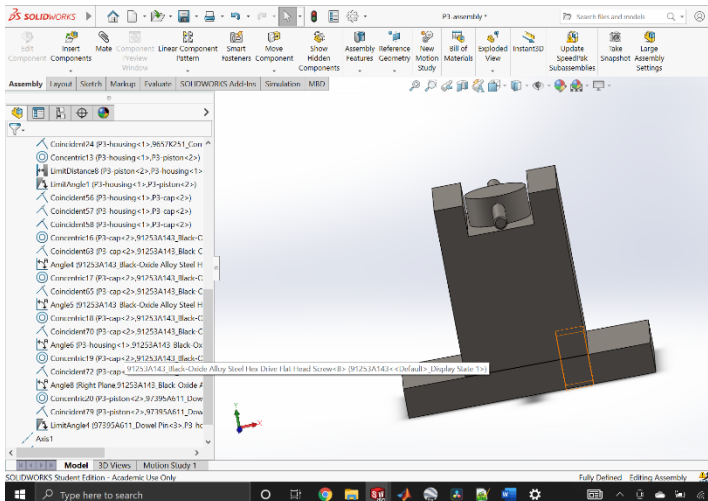 SOLIDWORKS
P3-assembly *
Search files and models
Edit Component
Insert Components
Mate
Component Preview Window
Linear Component Pattern
Smart Fasteners
Move Component
Show Hidden Components
Assembly Features
Reference Geometry
New Motion Study
Bill of Materials
Exploded View
Instant3D
Update SpeedPak Subassemblies
Take Snapshot
Large Assembly Settings
Assembly Layout Sketch Markup Evaluate SOLIDWORKS Add-Ins Simulation MBD
Coincident24 (P3-housing<1>,9657K251_Con
Concentric13 (P3-housing<1>,P3-piston<2>)
LimitDistance8 (P3-piston<2>,P3-housing<1>
LimitAngle1 (P3-housing<1>,P3-piston<2>)
Coincident56 (P3-housing<1>,P3-cap<2>)
Coincident57 (P3-housing<1>,P3-cap<2>)
Coincident58 (P3-housing<1>,P3-cap<2>)
Concentric16 (P3-cap<2>,91253A143_Black-C
Coincident63 (P3-cap<2>,91253A143_Black-C
Angle4 (91253A143_Black-Oxide Alloy Steel H
Concentric17 (P3-cap<2>,91253A143_Black-C
Coincident65 (P3-cap<2>,91253A143_Black-C
Angle5 (91253A143_Black-Oxide Alloy Steel H
Concentric18 (P3-cap<2>,91253A143_Black-C
Coincident70 (P3-cap<2>,91253A143_Black-C
Angle6 (P3-housing<1>,91253A143_Black-Ox
Concentric19 (P3-cap<2>,91253A143_Black-C
Coincident72 (P3-cap
91253A143_Black-Oxide Alloy Steel Hex Drive Flat Head Screw<8> (91253A143<<Default>_Display State 1>)
Angle8 (Right Plane,91253A143_Black-Oxide A
Concentric20 (P3-piston<2>,97395A611_Dow
Coincident79 (P3-piston<2>,97395A611_Dow
LimitAngle4 (97395A611_Dowel Pin<3>,P3-ho
Axis1
Model 3D Views Motion Study 1
SOLIDWORKS Student Edition - Academic Use Only
Fully Defined Editing Assembly
Type here to search